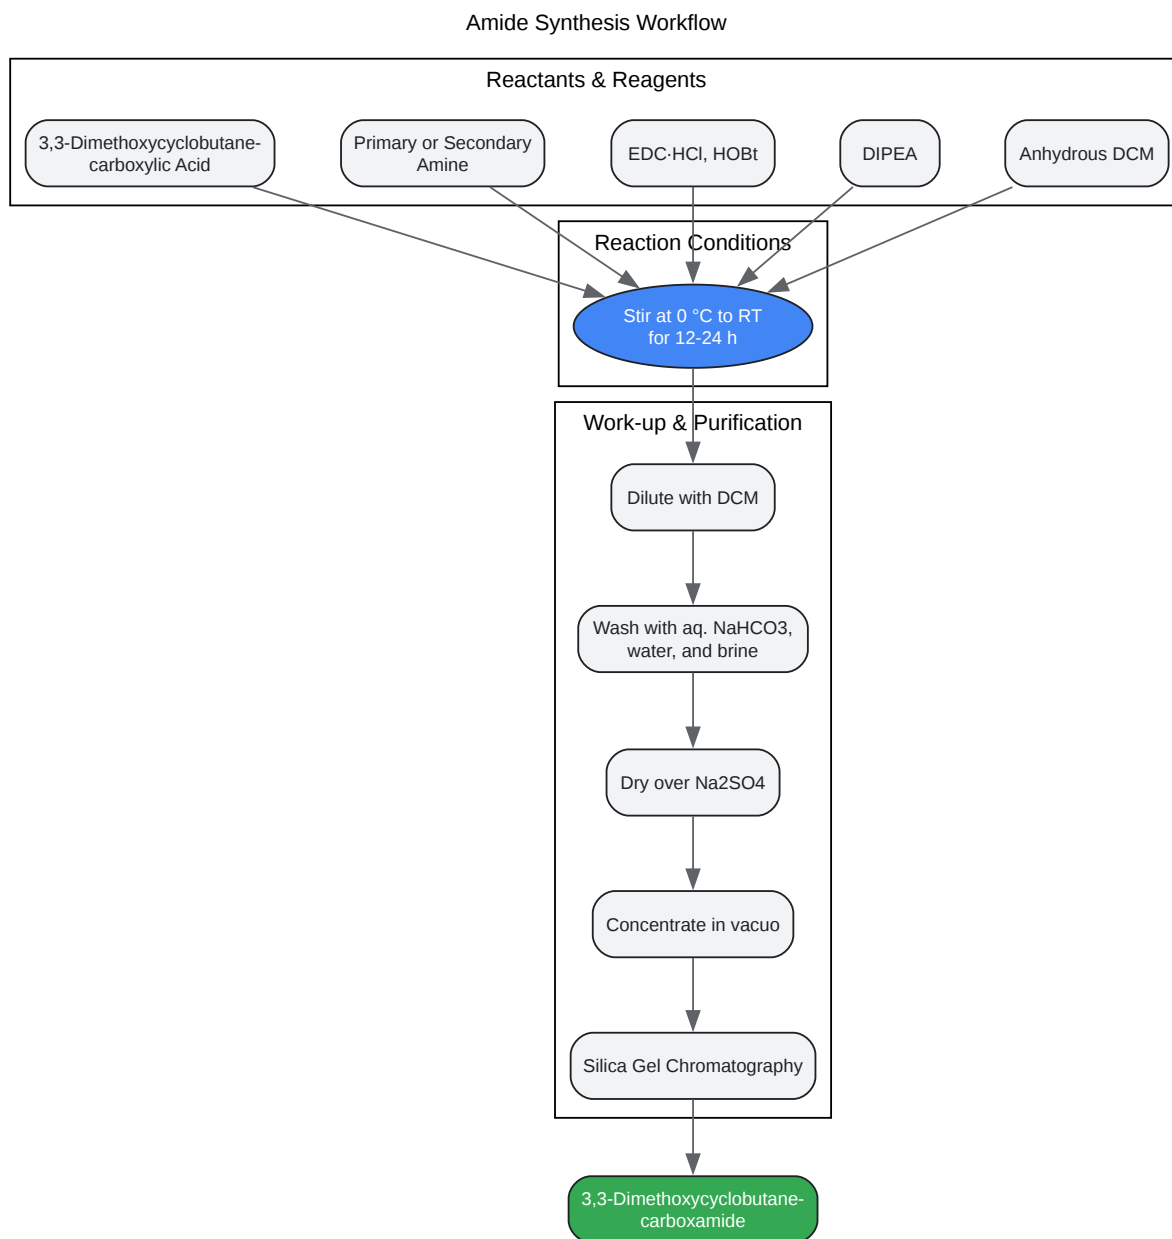 Amide Synthesis Workflow
Reactants & Reagents
3,3-Dimethoxycyclobutane-
carboxylic Acid
Primary or Secondary
Amine
EDC·HCl, HOBt
DIPEA
Anhydrous DCM
Reaction Conditions
Stir at 0 °C to RT
for 12-24 h
Work-up & Purification
Dilute with DCM
Wash with aq. NaHCO3,
water, and brine
Dry over Na2SO4
Concentrate in vacuo
Silica Gel Chromatography
3,3-Dimethoxycyclobutane-
carboxamide